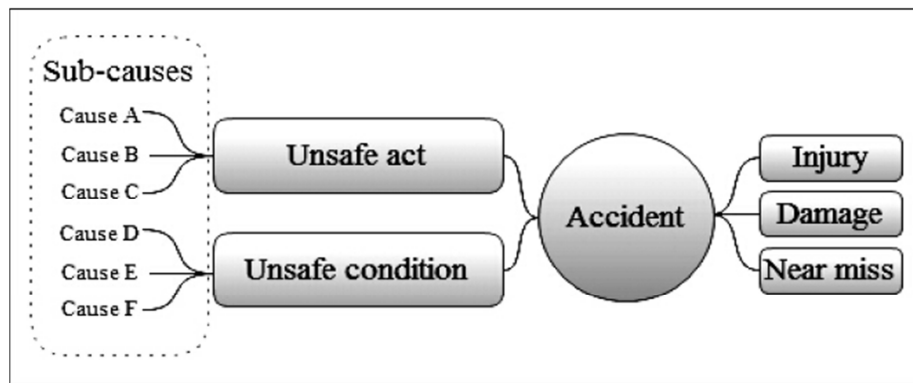 Sub-causes
Cause A
Cause B
Cause C
Cause D
Cause E
Cause F
Unsafe act
Unsafe condition
Accident
Injury
Damage
Near miss